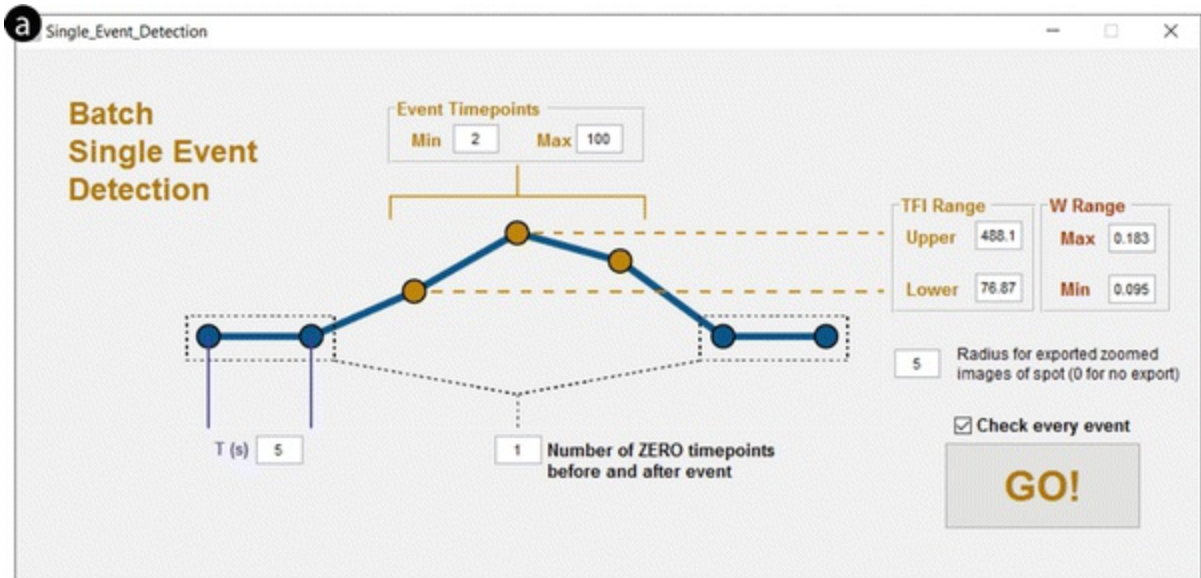 a
Single_Event_Detection
Batch
Single Event
Detection
Event Timepoints
Min 2 Max 100
TFI Range
Upper 488.1
Lower 76.87
W Range
Max 0.183
Min 0.095
5 Radius for exported zoomed
images of spot (0 for no export)
T (s) 5
1 Number of ZERO timepoints
before and after event
Check every event
GO!